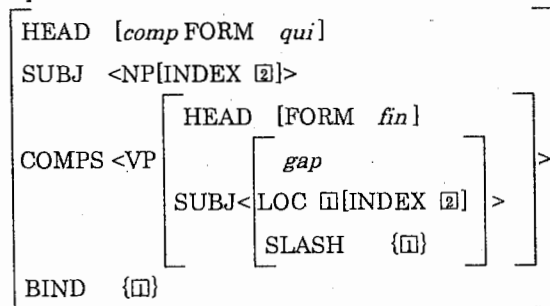 HEAD [comp FORM qui]
SUBJ <NP[INDEX 2]>
HEAD [FORM fin]
COMPS <VP
gap
SUBJ< LOC 1[INDEX 2] > >
SLASH {1}
BIND {1}